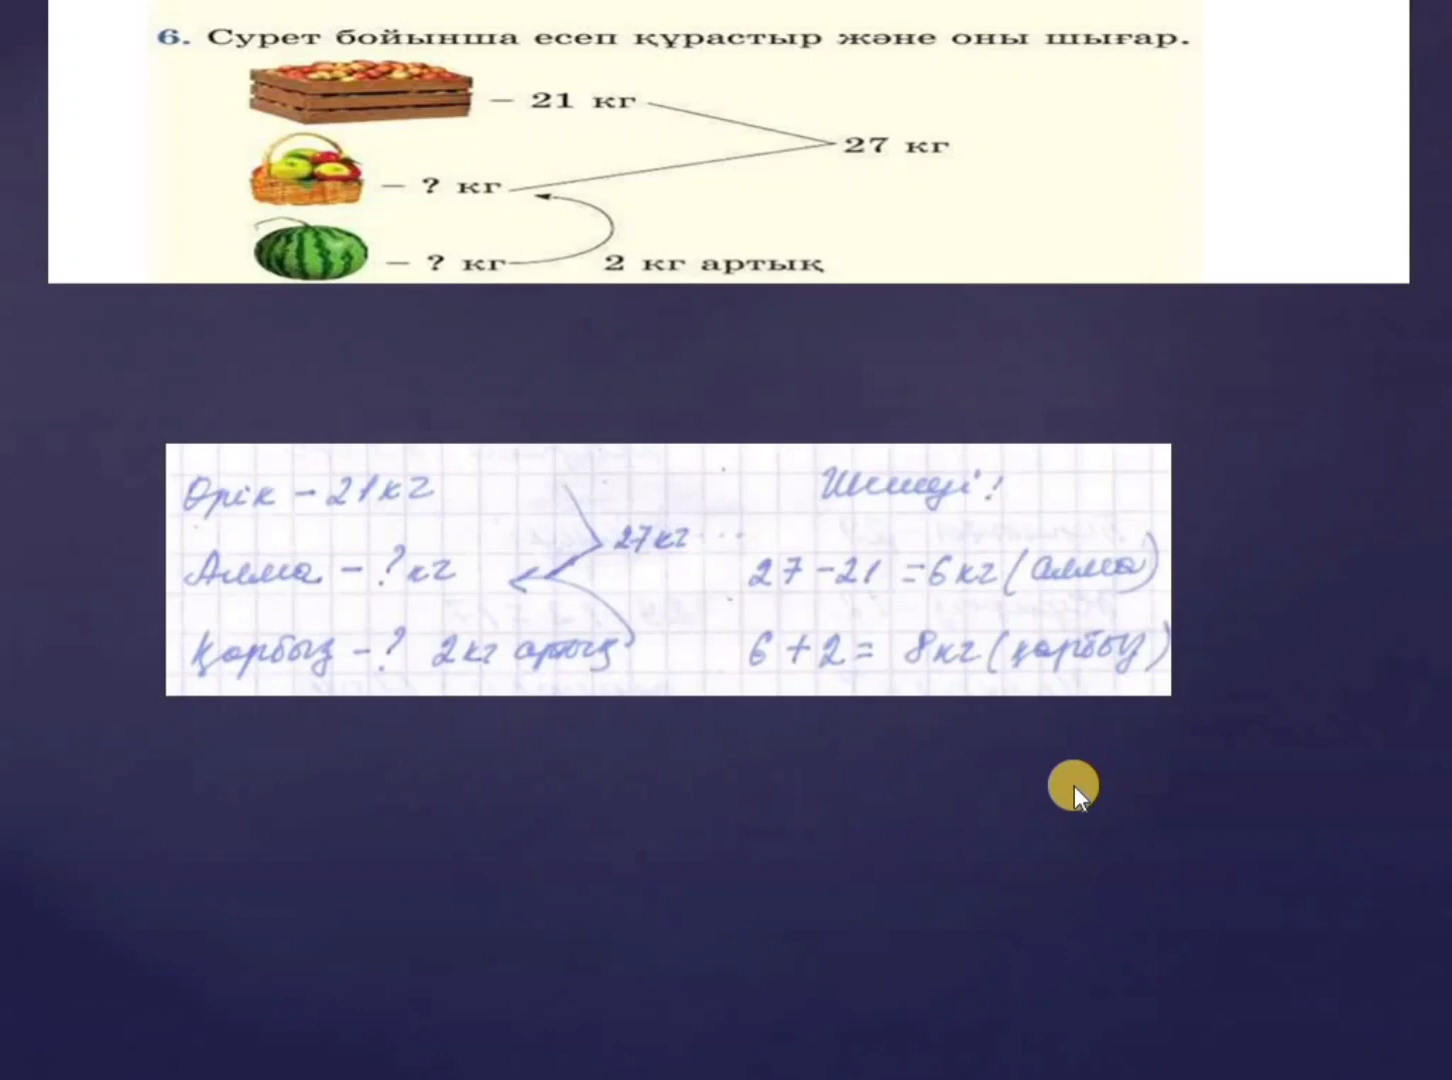 6. Сурет бойынша есеп құрастыр және оны шығар.
– 21 кг
27 кг
– ? кг
– ? кг
2 кг артық
Өрік – 21 кг
27 кг
Алма – ? кг
Қарбыз – ? 2 кг артық
Шешуі:
27 – 21 = 6 кг (алма)
6 + 2 = 8 кг (қарбыз)